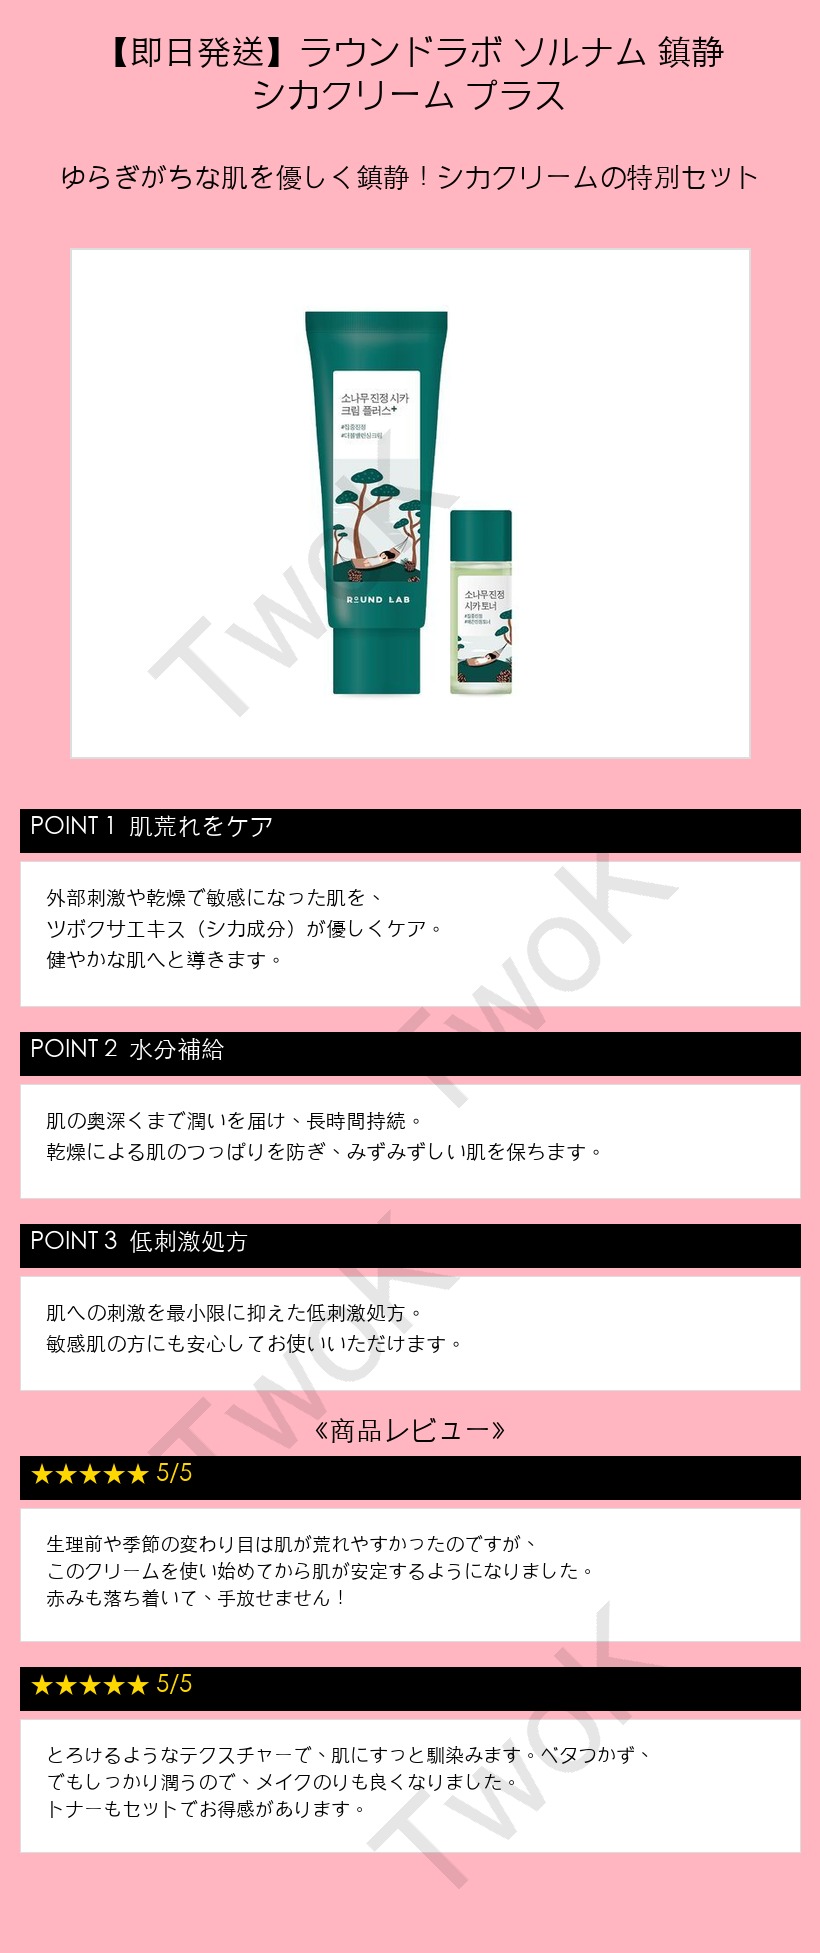 【即日発送】ラウンドラボ ソルナム 鎮静
シカクリーム プラス
ゆらぎがちな肌を優しく鎮静！シカクリームの特別セット
소나무 진정 시카
크림 플러스+
#집중진정
#더블밸런싱크림
ROUND LAB
소나무 진정
시카 토너
#집중진정
TwoK
POINT 1 肌荒れをケア
外部刺激や乾燥で敏感になった肌を、
ツボクサエキス（シカ成分）が優しくケア。
健やかな肌へと導きます。
TwoK
POINT 2 水分補給
肌の奥深くまで潤いを届け、長時間持続。
乾燥による肌のつっぱりを防ぎ、みずみずしい肌を保ちます。
POINT 3 低刺激処方
肌への刺激を最小限に抑えた低刺激処方。
敏感肌の方にも安心してお使いいただけます。
TwoK
《商品レビュー》
★★★★★ 5/5
生理前や季節の変わり目は肌が荒れやすかったのですが、
このクリームを使い始めてから肌が安定するようになりました。
赤みも落ち着いて、手放せません！
★★★★★ 5/5
とろけるようなテクスチャーで、肌にすっと馴染みます。ベタつかず、
でもしっかり潤うので、メイクのりも良くなりました。
トナーもセットでお得感があります。
TwoK